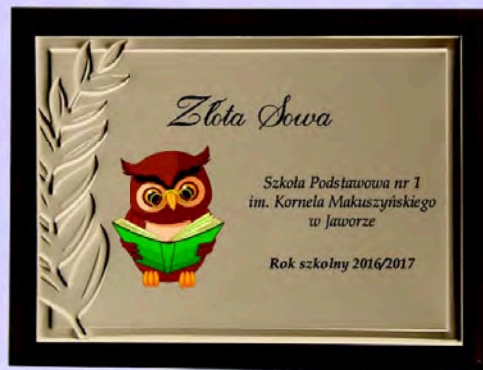 Złota Sowa
Szkoła Podstawowa nr 1
im. Kornela Makuszyńskiego
w Jaworze
Rok szkolny 2016/2017